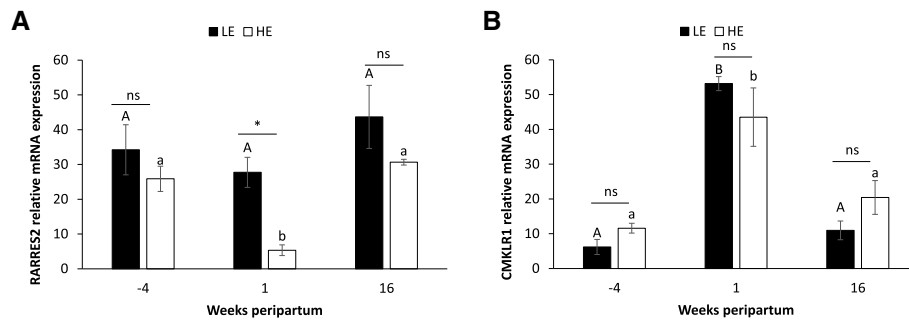 A
LE HE
RARRES2 relative mRNA expression
60
50
40
30
20
10
0
ns
A
a
*
A
b
ns
A
a
-4 1 16
Weeks peripartum
B
LE HE
CMKLR1 relative mRNA expression
60
50
40
30
20
10
0
ns
A
a
ns
B
b
ns
A
a
-4 1 16
Weeks peripartum